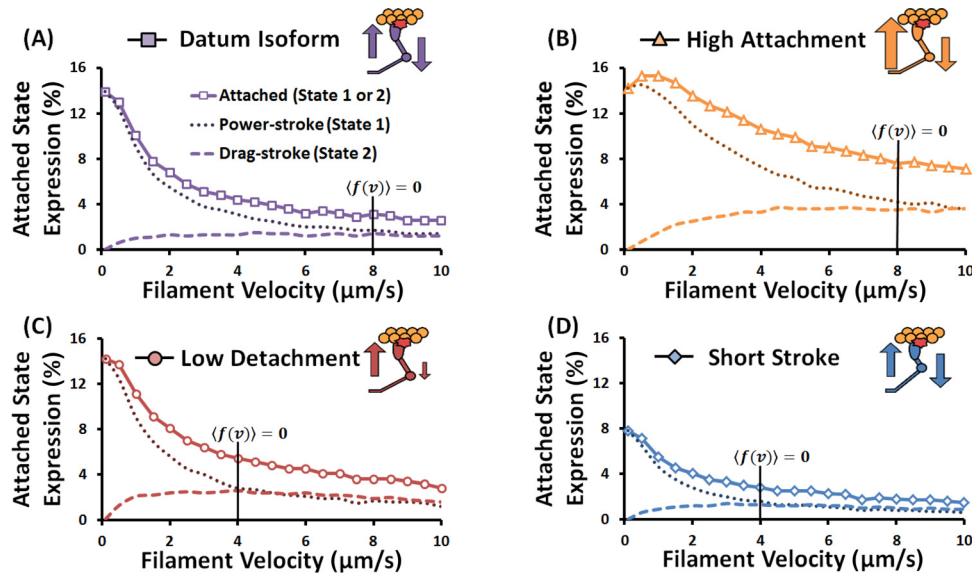 (A) Datum Isoform
Attached State
Expression (%)
16
12
8
4
0
Attached (State 1 or 2)
Power-stroke (State 1)
Drag-stroke (State 2)
⟨f(v)⟩ = 0
0 2 4 6 8 10
Filament Velocity (µm/s)
(B) High Attachment
Attached State
Expression (%)
16
12
8
4
0
⟨f(v)⟩ = 0
0 2 4 6 8 10
Filament Velocity (µm/s)
(C) Low Detachment
Attached State
Expression (%)
16
12
8
4
0
⟨f(v)⟩ = 0
0 2 4 6 8 10
Filament Velocity (µm/s)
(D) Short Stroke
Attached State
Expression (%)
16
12
8
4
0
⟨f(v)⟩ = 0
0 2 4 6 8 10
Filament Velocity (µm/s)